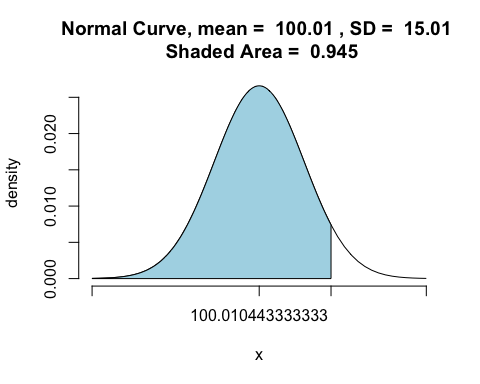 Normal Curve, mean =  100.01 , SD =  15.01
Shaded Area =  0.945
density
0.020
0.010
0.000
100.010443333333
x